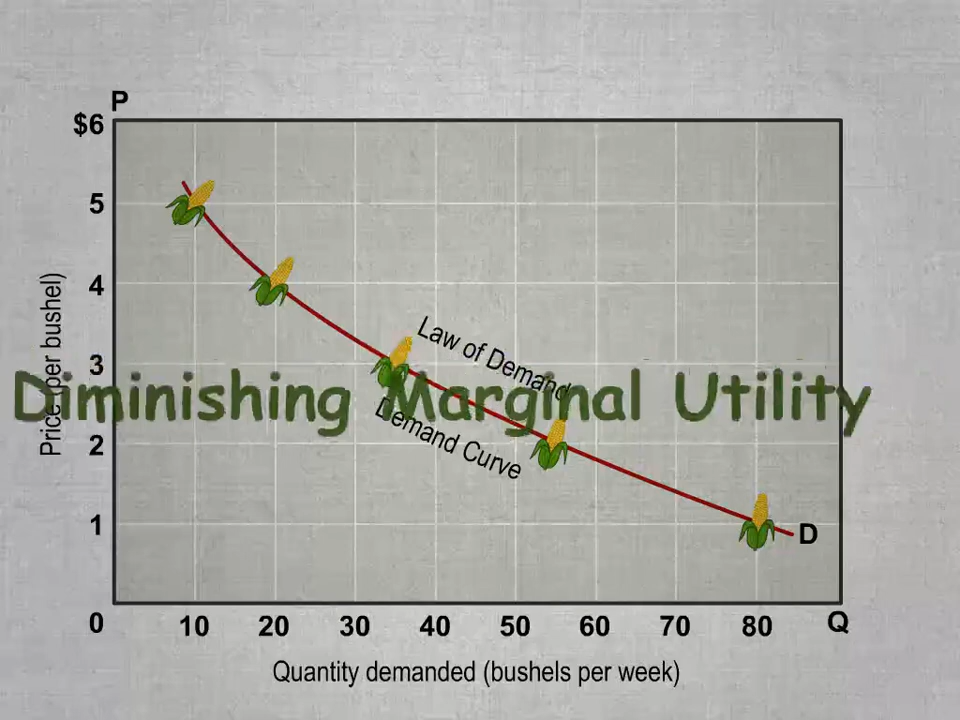 P
$6
5
4
3
2
1
0
Price (per bushel)
Law of Demand
Diminishing Marginal Utility
Demand Curve
D
10 20 30 40 50 60 70 80 Q
Quantity demanded (bushels per week)